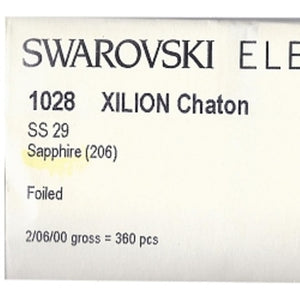 SWAROVSKI ELE
1028 XILION Chaton
SS 29
Sapphire (206)
Foiled
2/06/00 gross = 360 pcs